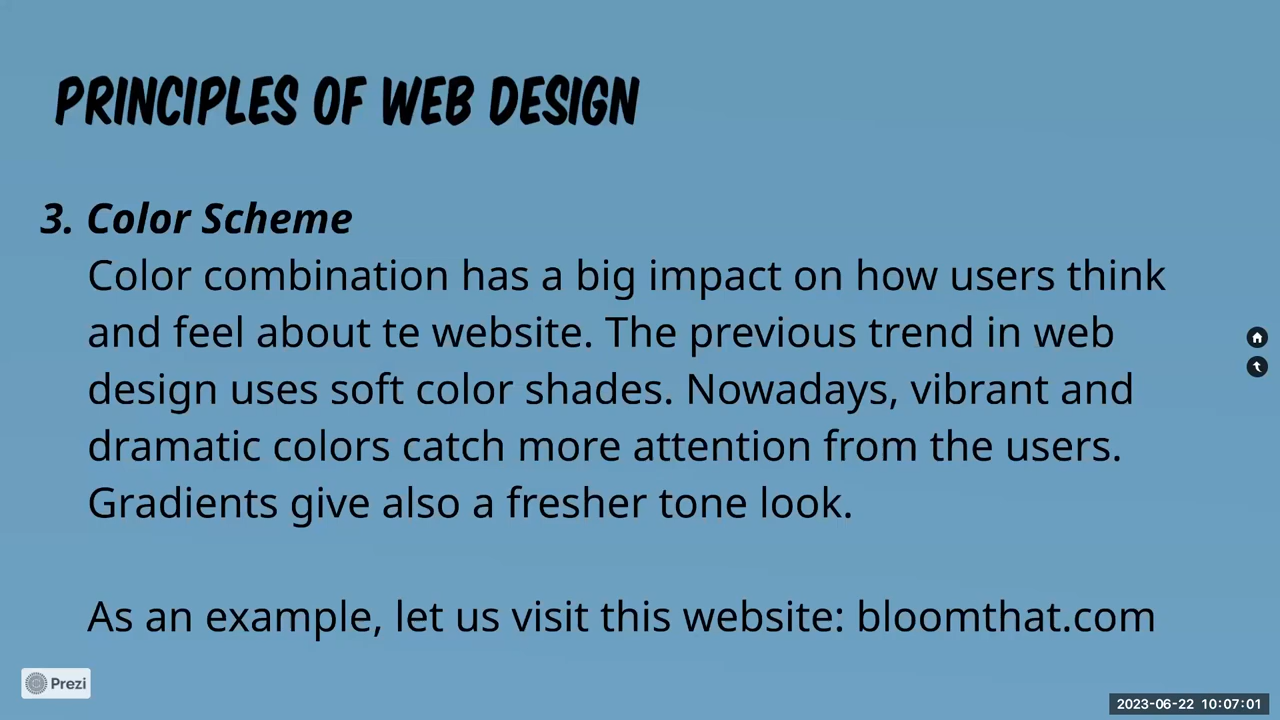 PRINCIPLES OF WEB DESIGN
3. Color Scheme
Color combination has a big impact on how users think
and feel about te website. The previous trend in web
design uses soft color shades. Nowadays, vibrant and
dramatic colors catch more attention from the users.
Gradients give also a fresher tone look.
As an example, let us visit this website: bloomthat.com
Prezi
2023-06-22 10:07:01